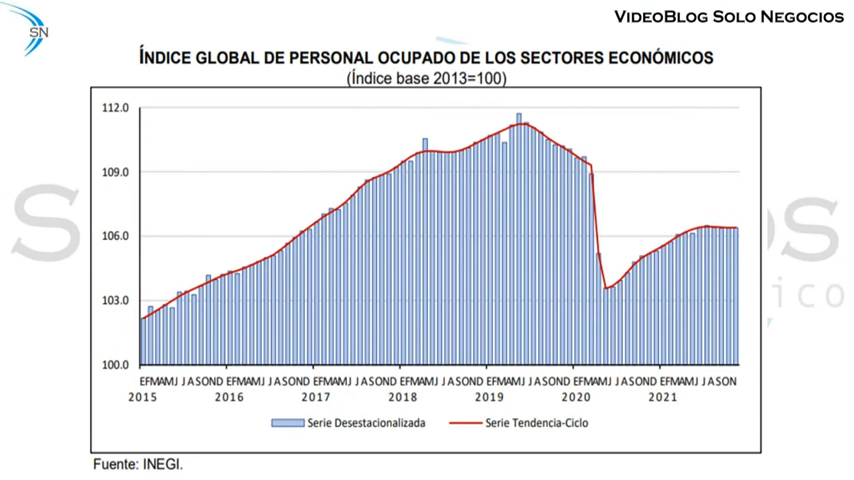 SN
VideoBlog Solo Negocios
ÍNDICE GLOBAL DE PERSONAL OCUPADO DE LOS SECTORES ECONÓMICOS
(Índice base 2013=100)
112.0
109.0
106.0
103.0
100.0
EFMAMJ JASOND EFMAMJ JASOND EFMAMJ JASOND EFMAMJ JASOND EFMAMJ JASOND EFMAMJ JASOND EFMAMJ JASON
2015 2016 2017 2018 2019 2020 2021
Serie Desestacionalizada Serie Tendencia-Ciclo
Fuente: INEGI.